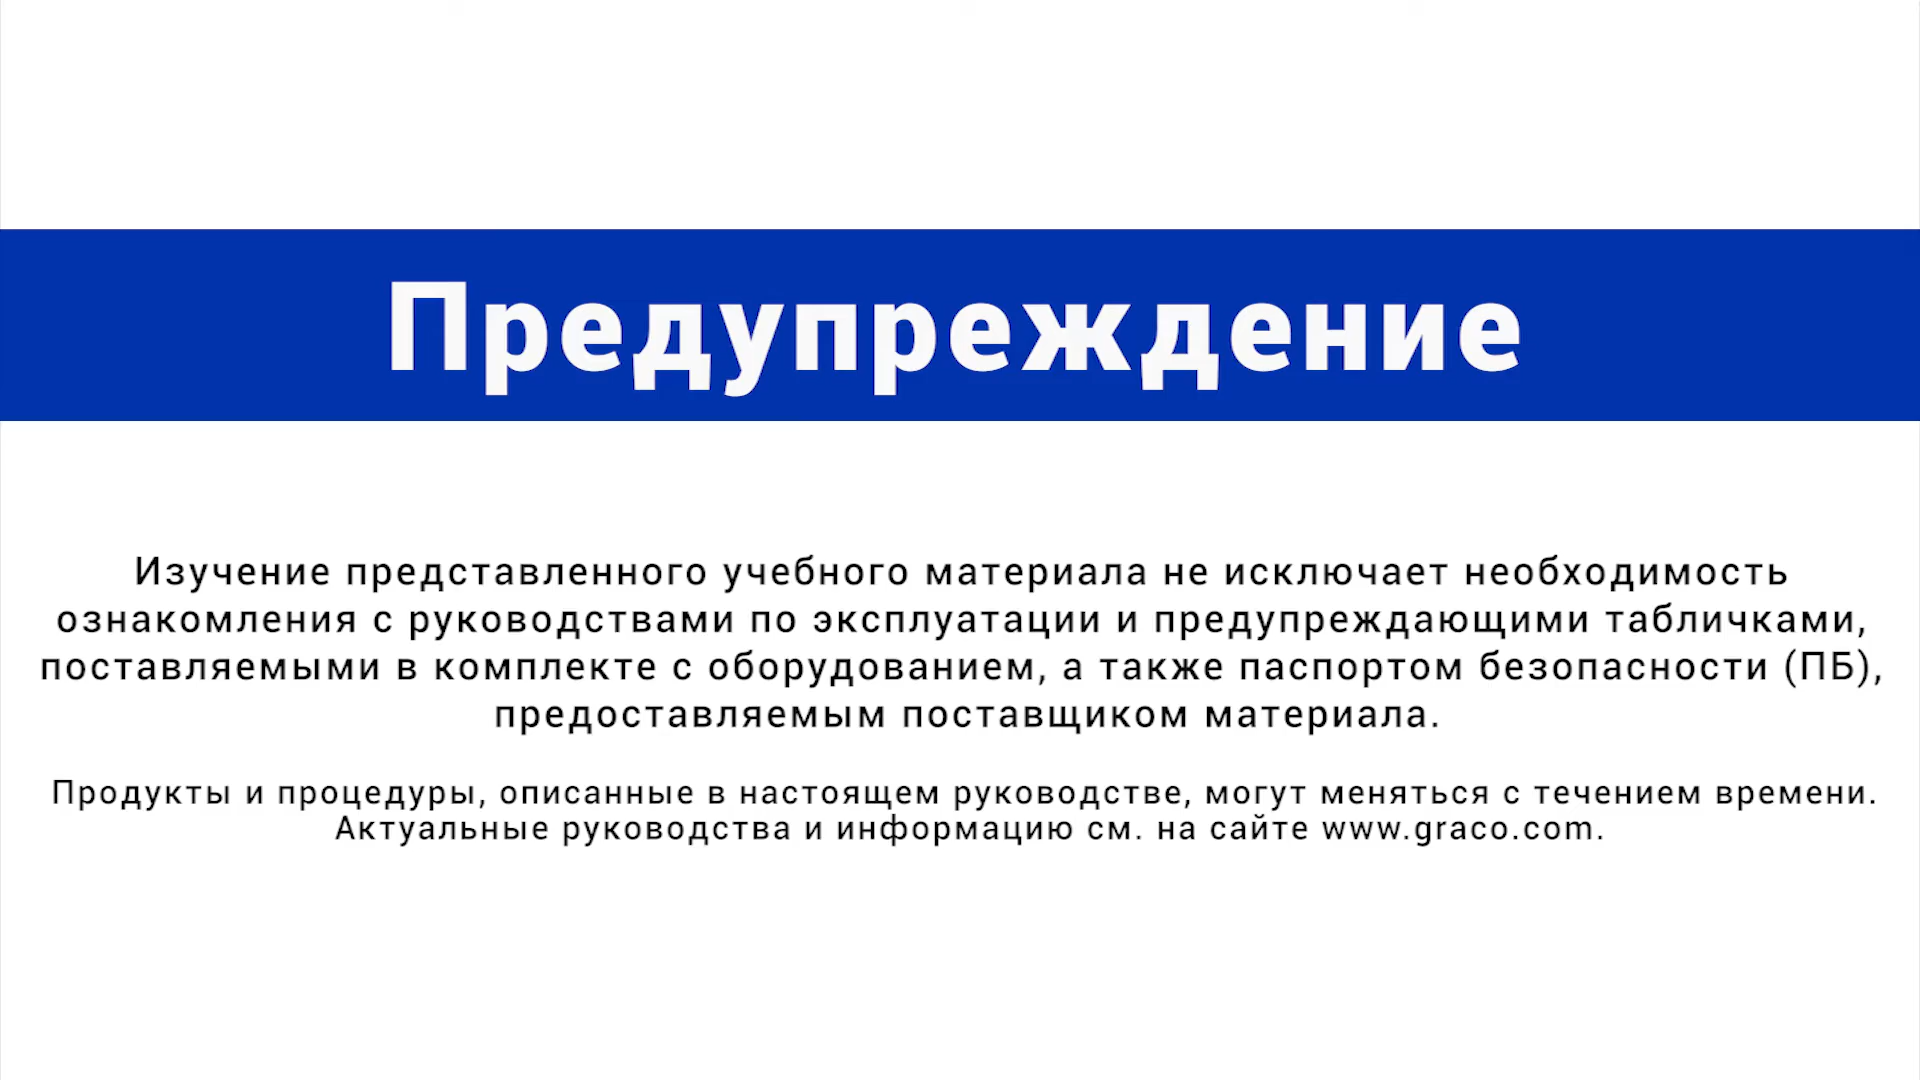 Предупреждение
Изучение представленного учебного материала не исключает необходимость
ознакомления с руководствами по эксплуатации и предупреждающими табличками,
поставляемыми в комплекте с оборудованием, а также паспортом безопасности (ПБ),
предоставляемым поставщиком материала.
Продукты и процедуры, описанные в настоящем руководстве, могут меняться с течением времени.
Актуальные руководства и информацию см. на сайте www.graco.com.